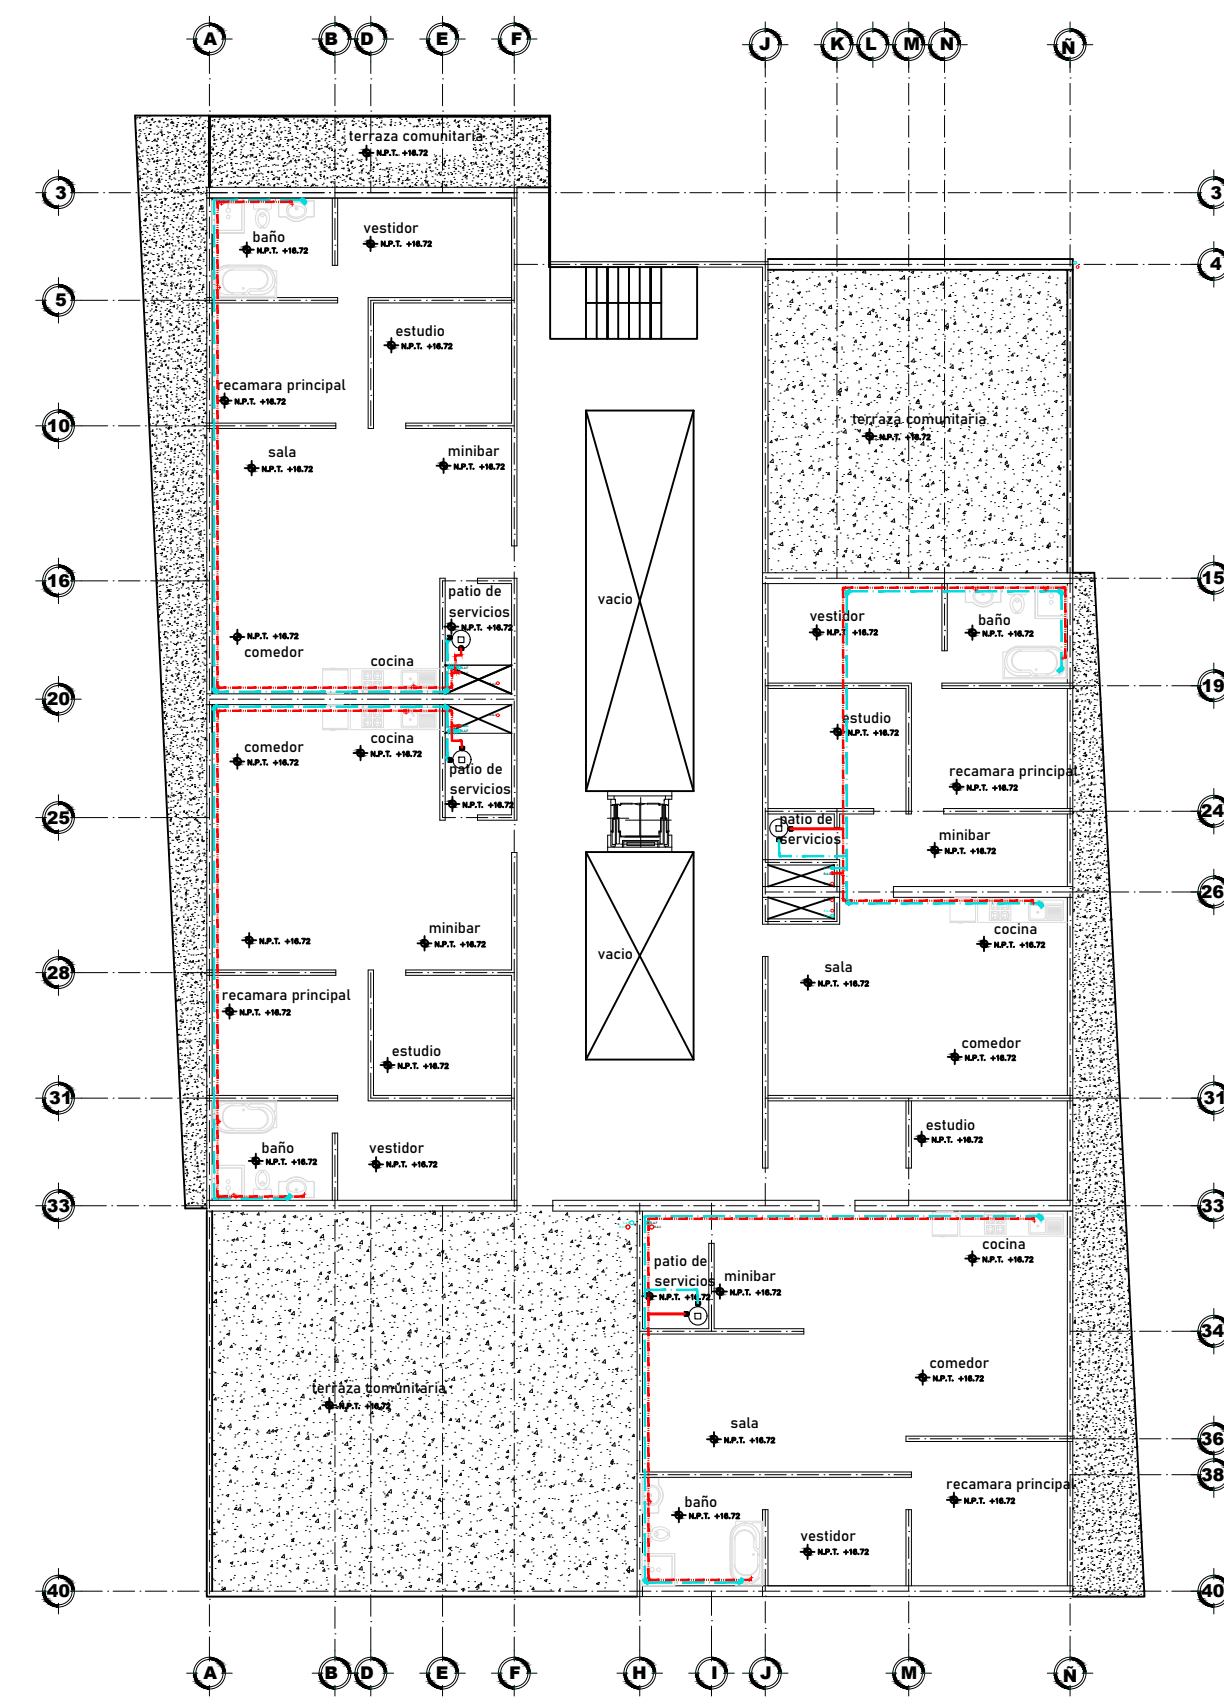 A B D E F J K L M N Ñ
terraza comunitaria
N.P.T. +16.72
3 3
vestidor
baño
N.P.T. +16.72
N.P.T. +16.72
4
5
estudio
N.P.T. +16.72
recamara principal
N.P.T. +16.72
terraza comunitaria
N.P.T. +16.72
10
sala
N.P.T. +16.72
minibar
N.P.T. +16.72
16
15
patio de
servicios
N.P.T. +16.72
vacio
vestidor
N.P.T. +16.72
baño
N.P.T. +16.72
N.P.T. +16.72
comedor
cocina
20
19
comedor
N.P.T. +16.72
cocina
N.P.T. +16.72
estudio
N.P.T. +16.72
patio de
servicios
N.P.T. +16.72
recamara principal
N.P.T. +16.72
25
24
patio de
servicios
minibar
N.P.T. +16.72
26
N.P.T. +16.72
minibar
N.P.T. +16.72
vacio
cocina
N.P.T. +16.72
28
sala
N.P.T. +16.72
recamara principal
N.P.T. +16.72
estudio
N.P.T. +16.72
comedor
N.P.T. +16.72
31 31
baño
N.P.T. +16.72
vestidor
N.P.T. +16.72
estudio
N.P.T. +16.72
33 33
patio de
servicios
N.P.T. +16.72
minibar
N.P.T. +16.72
cocina
N.P.T. +16.72
34
terraza comunitaria
N.P.T. +16.72
comedor
N.P.T. +16.72
sala
N.P.T. +16.72
36
38
baño
N.P.T. +16.72
recamara principal
N.P.T. +16.72
vestidor
N.P.T. +16.72
40 40
A B D E F H I J M Ñ